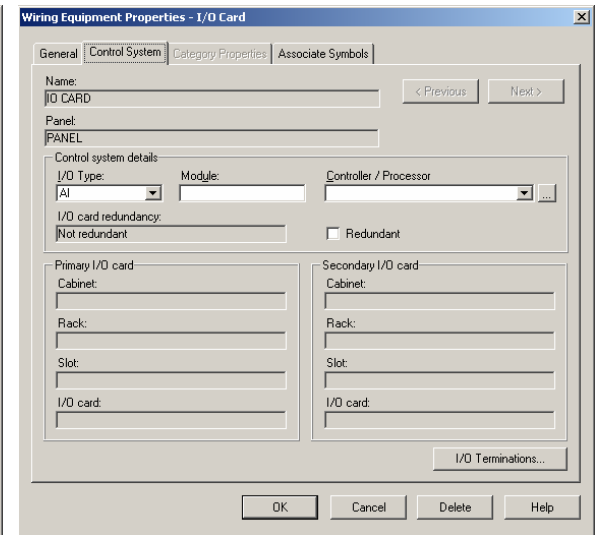 Wiring Equipment Properties - I/O Card
General Control System Category Properties Associate Symbols
Name:
IO CARD
< Previous Next >
Panel:
PANEL
Control system details
I/O Type: Module: Controller / Processor
AI ...
I/O card redundancy:
Not redundant Redundant
Primary I/O card Secondary I/O card
Cabinet: Cabinet:
Rack: Rack:
Slot: Slot:
I/O card: I/O card:
I/O Terminations...
OK Cancel Delete Help